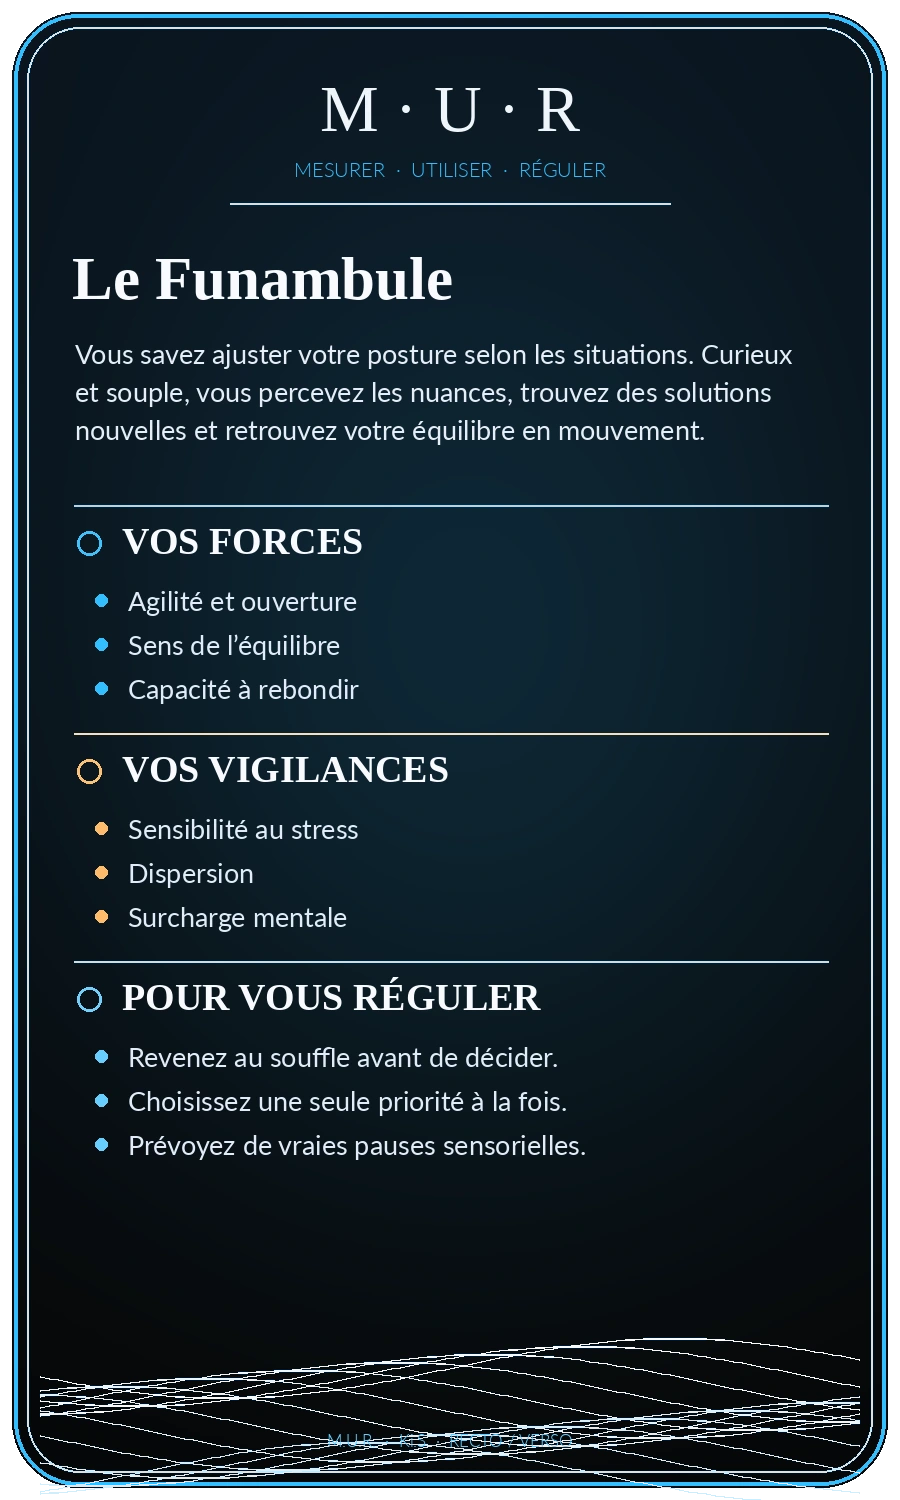 M · U · R
MESURER · UTILISER · RÉGULER
Le Funambule
Vous savez ajuster votre posture selon les situations. Curieux
et souple, vous percevez les nuances, trouvez des solutions
nouvelles et retrouvez votre équilibre en mouvement.
VOS FORCES
Agilité et ouverture
Sens de l’équilibre
Capacité à rebondir
VOS VIGILANCES
Sensibilité au stress
Dispersion
Surcharge mentale
POUR VOUS RÉGULER
Revenez au souffle avant de décider.
Choisissez une seule priorité à la fois.
Prévoyez de vraies pauses sensorielles.
M.U.R. · KLS · RECTO / VERSO